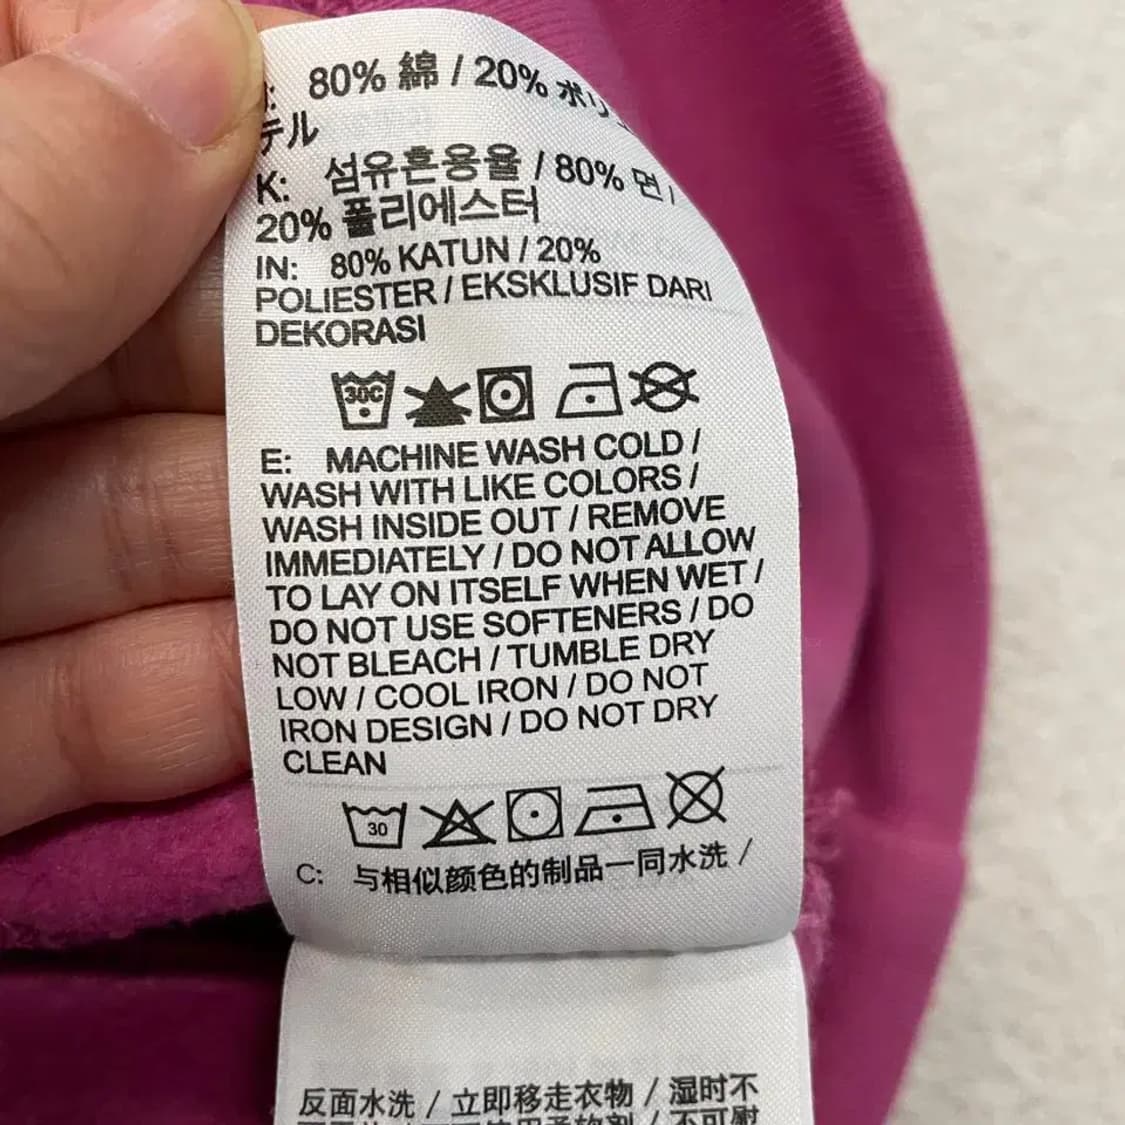 : 80% 綿 / 20% ポリエ
テル
K: 섬유혼용율 / 80% 면 /
20% 폴리에스터
IN: 80% KATUN / 20%
POLIESTER / EKSKLUSIF DARI
DEKORASI
30C
E: MACHINE WASH COLD /
WASH WITH LIKE COLORS /
WASH INSIDE OUT / REMOVE
IMMEDIATELY / DO NOT ALLOW
TO LAY ON ITSELF WHEN WET /
DO NOT USE SOFTENERS / DO
NOT BLEACH / TUMBLE DRY
LOW / COOL IRON / DO NOT
IRON DESIGN / DO NOT DRY
CLEAN
30
C: 与相似颜色的制品一同水洗 /
反面水洗 / 立即移走衣物 / 湿时不